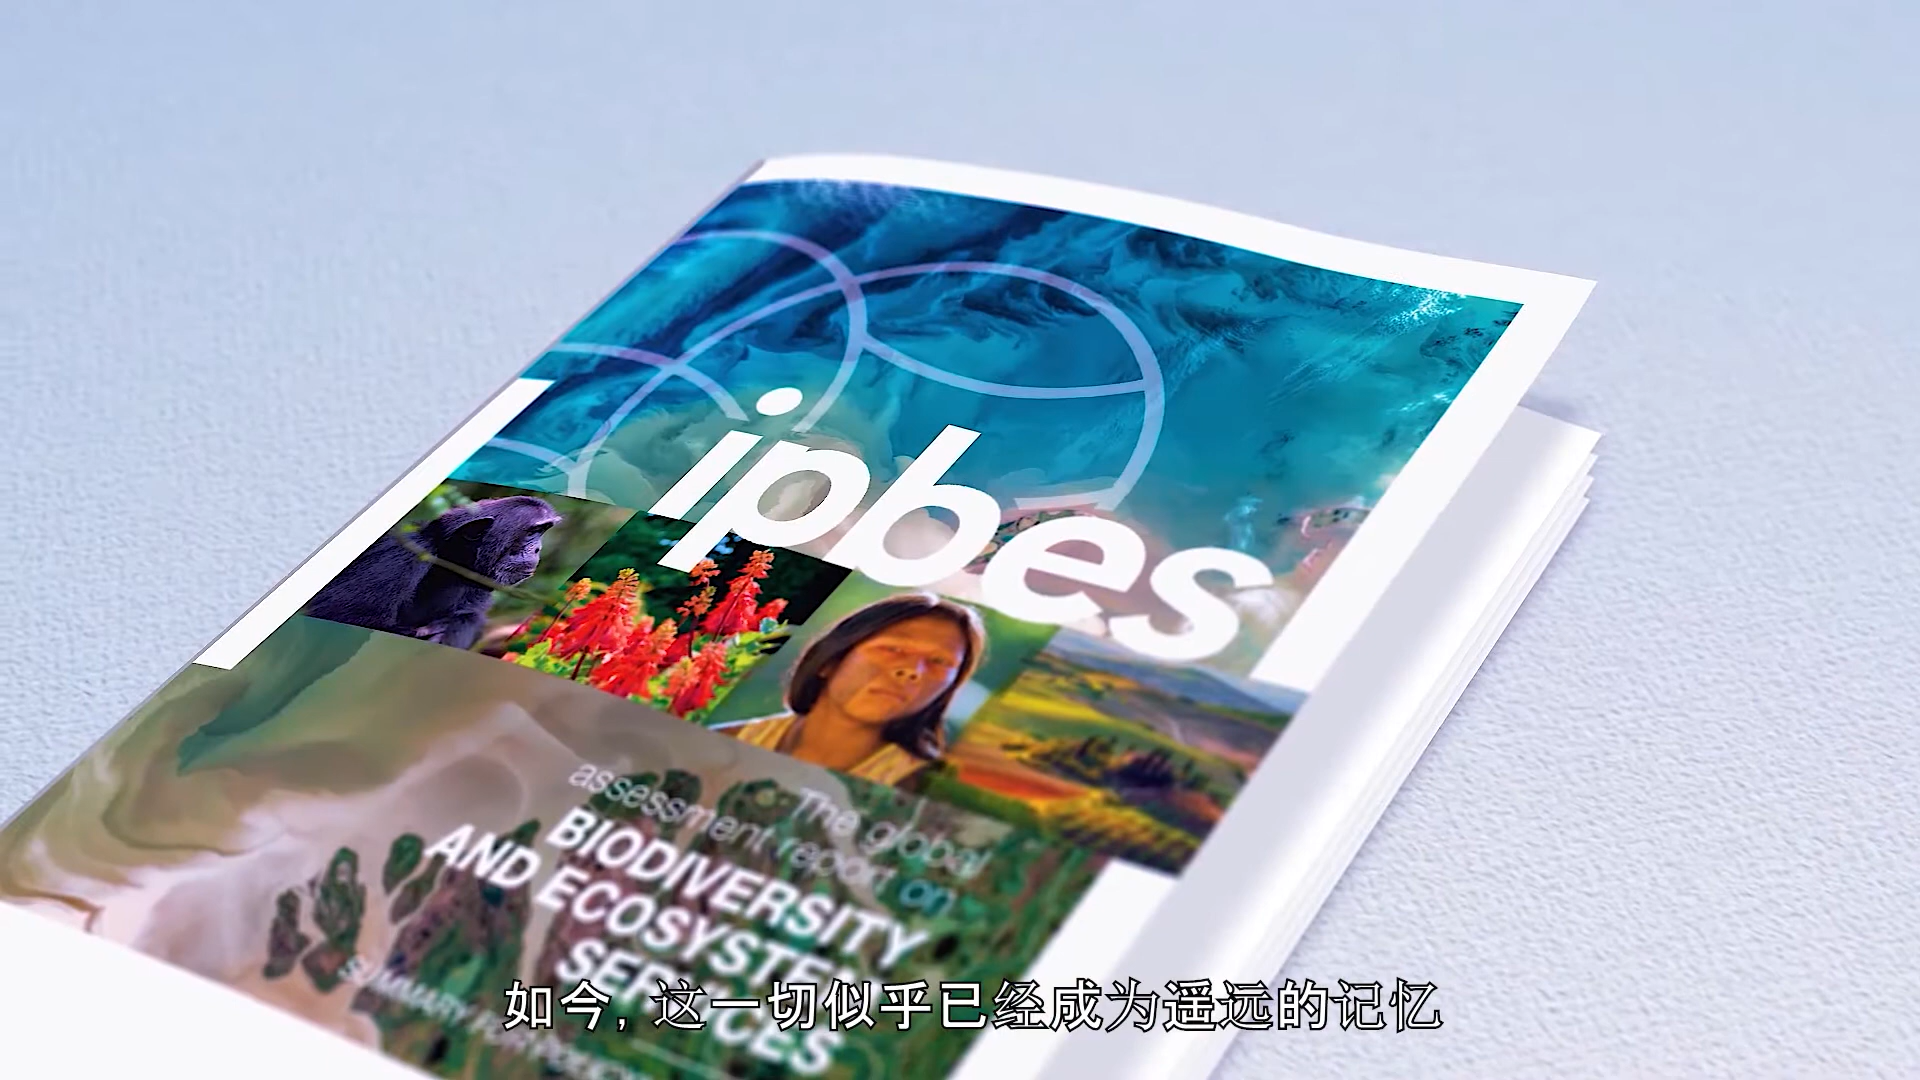 ipbes
The global
assessment report on
BIODIVERSITY
AND ECOSYSTEM
SERVICES
SUMMARY FOR
如今, 这一切似乎已经成为遥远的记忆